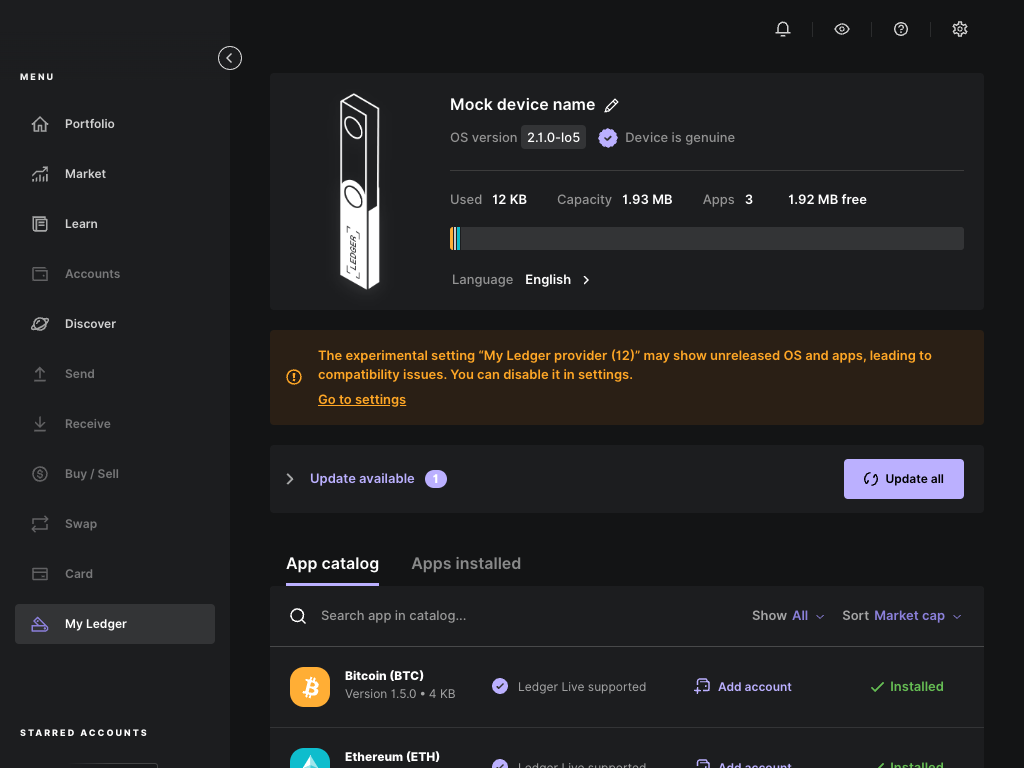 MENU
Portfolio
Market
Learn
Accounts
Discover
Send
Receive
Buy / Sell
Swap
Card
My Ledger
STARRED ACCOUNTS
LEDGER
Mock device name
OS version 2.1.0-lo5 Device is genuine
Used 12 KB Capacity 1.93 MB Apps 3 1.92 MB free
Language English
The experimental setting “My Ledger provider (12)” may show unreleased OS and apps, leading to
compatibility issues. You can disable it in settings.
Go to settings
Update available 1 Update all
App catalog Apps installed
Search app in catalog... Show All Sort Market cap
Bitcoin (BTC)
Version 1.5.0 • 4 KB Ledger Live supported Add account Installed
Ethereum (ETH)
Ledger Live supported Add account Installed